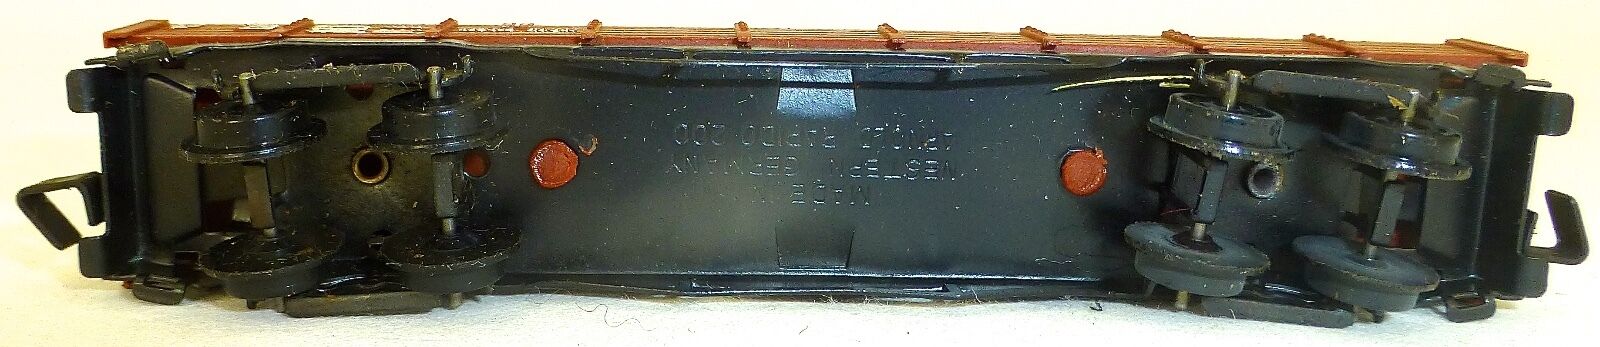 MADE IN
WESTERN GERMANY
ARNOLD RAPIDO 200